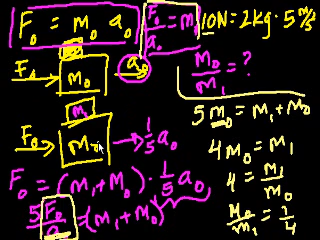 F₀ = m₀ a₀
F₀/a₀ = m₀
10N = 2kg · 5 m/s²
F₀ → m₀ → a₀
m₀/m₁ = ?
m₁
F₀ → m₀ → 1/5 a₀
5 m₀ = m₁ + m₀
4 m₀ = m₁
F₀ = (m₁ + m₀) · 1/5 a₀
4 = m₁/m₀
5 F₀/a₀ = (m₁ + m₀)
m₀/m₁ = 1/4